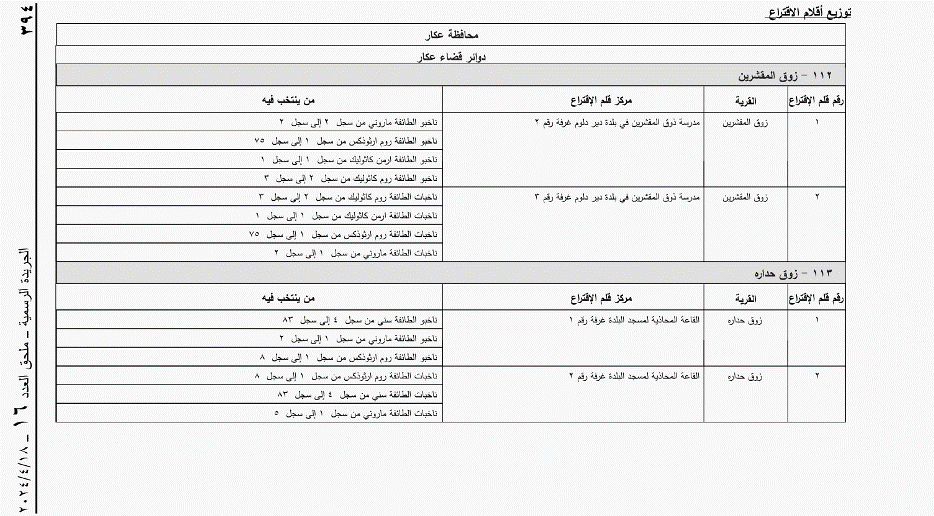 توزيع أقلام الاقتراع
محافظة عكار
دوائر قضاء عكار
١١٢ - زوق المقشرين
رقم قلم الإقتراع القرية مركز قلم الإقتراع من ينتخب فيه
١ زوق المقشرين مدرسة ذوق المقشرين في بلدة دير دلوم غرفة رقم ٢ ناخبو الطائفة ماروني من سجل ٢ إلى سجل ٢
ناخبو الطائفة روم ارثوذكس من سجل ١ إلى سجل ٧٥
ناخبو الطائفة ارمن كاثوليك من سجل ١ إلى سجل ١
ناخبو الطائفة روم كاثوليك من سجل ٢ إلى سجل ٣
٢ زوق المقشرين مدرسة ذوق المقشرين في بلدة دير دلوم غرفة رقم ٣ ناخبات الطائفة روم كاثوليك من سجل ٢ إلى سجل ٣
ناخبات الطائفة ارمن كاثوليك من سجل ١ إلى سجل ١
ناخبات الطائفة روم ارثوذكس من سجل ١ إلى سجل ٧٥
ناخبات الطائفة ماروني من سجل ١ إلى سجل ٢
١١٣ - زوق حداره
رقم قلم الإقتراع القرية مركز قلم الإقتراع من ينتخب فيه
١ زوق حداره القاعة المحاذية لمسجد البلدة غرفة رقم ١ ناخبو الطائفة سني من سجل ٤ إلى سجل ٨٣
ناخبو الطائفة ماروني من سجل ١ إلى سجل ٢
ناخبو الطائفة روم ارثوذكس من سجل ١ إلى سجل ٨
٢ زوق حداره القاعة المحاذية لمسجد البلدة غرفة رقم ٢ ناخبات الطائفة روم ارثوذكس من سجل ١ إلى سجل ٨
ناخبات الطائفة سني من سجل ٤ إلى سجل ٨٣
ناخبات الطائفة ماروني من سجل ١ إلى سجل ٥
٣٩٤
الجريدة الرسمية – ملحق العدد ١٦ – ٢٠٢٤/٤/١٨